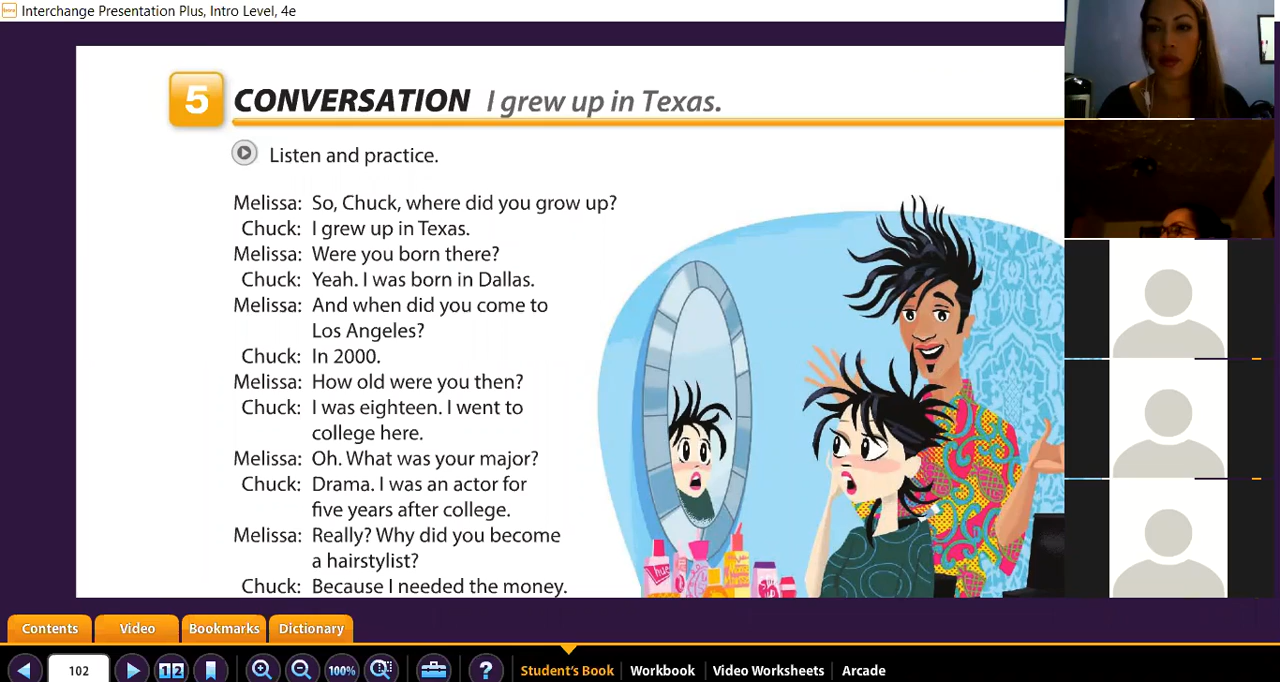 Interchange Presentation Plus, Intro Level, 4e
5 CONVERSATION I grew up in Texas.
Listen and practice.
Melissa: So, Chuck, where did you grow up?
Chuck: I grew up in Texas.
Melissa: Were you born there?
Chuck: Yeah. I was born in Dallas.
Melissa: And when did you come to
Los Angeles?
Chuck: In 2000.
Melissa: How old were you then?
Chuck: I was eighteen. I went to
college here.
Melissa: Oh. What was your major?
Chuck: Drama. I was an actor for
five years after college.
Melissa: Really? Why did you become
a hairstylist?
Chuck: Because I needed the money.
Contents Video Bookmarks Dictionary
102 12 100% ? Student's Book Workbook Video Worksheets Arcade